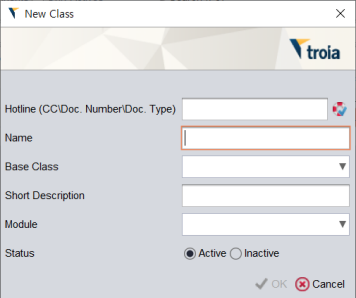 New Class
troia
Hotline (CC\Doc. Number\Doc. Type)
Name
Base Class
Short Description
Module
Status Active Inactive
OK Cancel